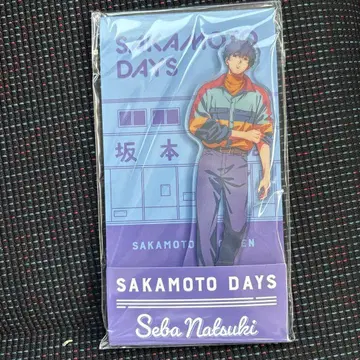 SAKAMOTO
DAYS
坂本
SAKAMOTO
SAKAMOTO DAYS
Seba Natsuki